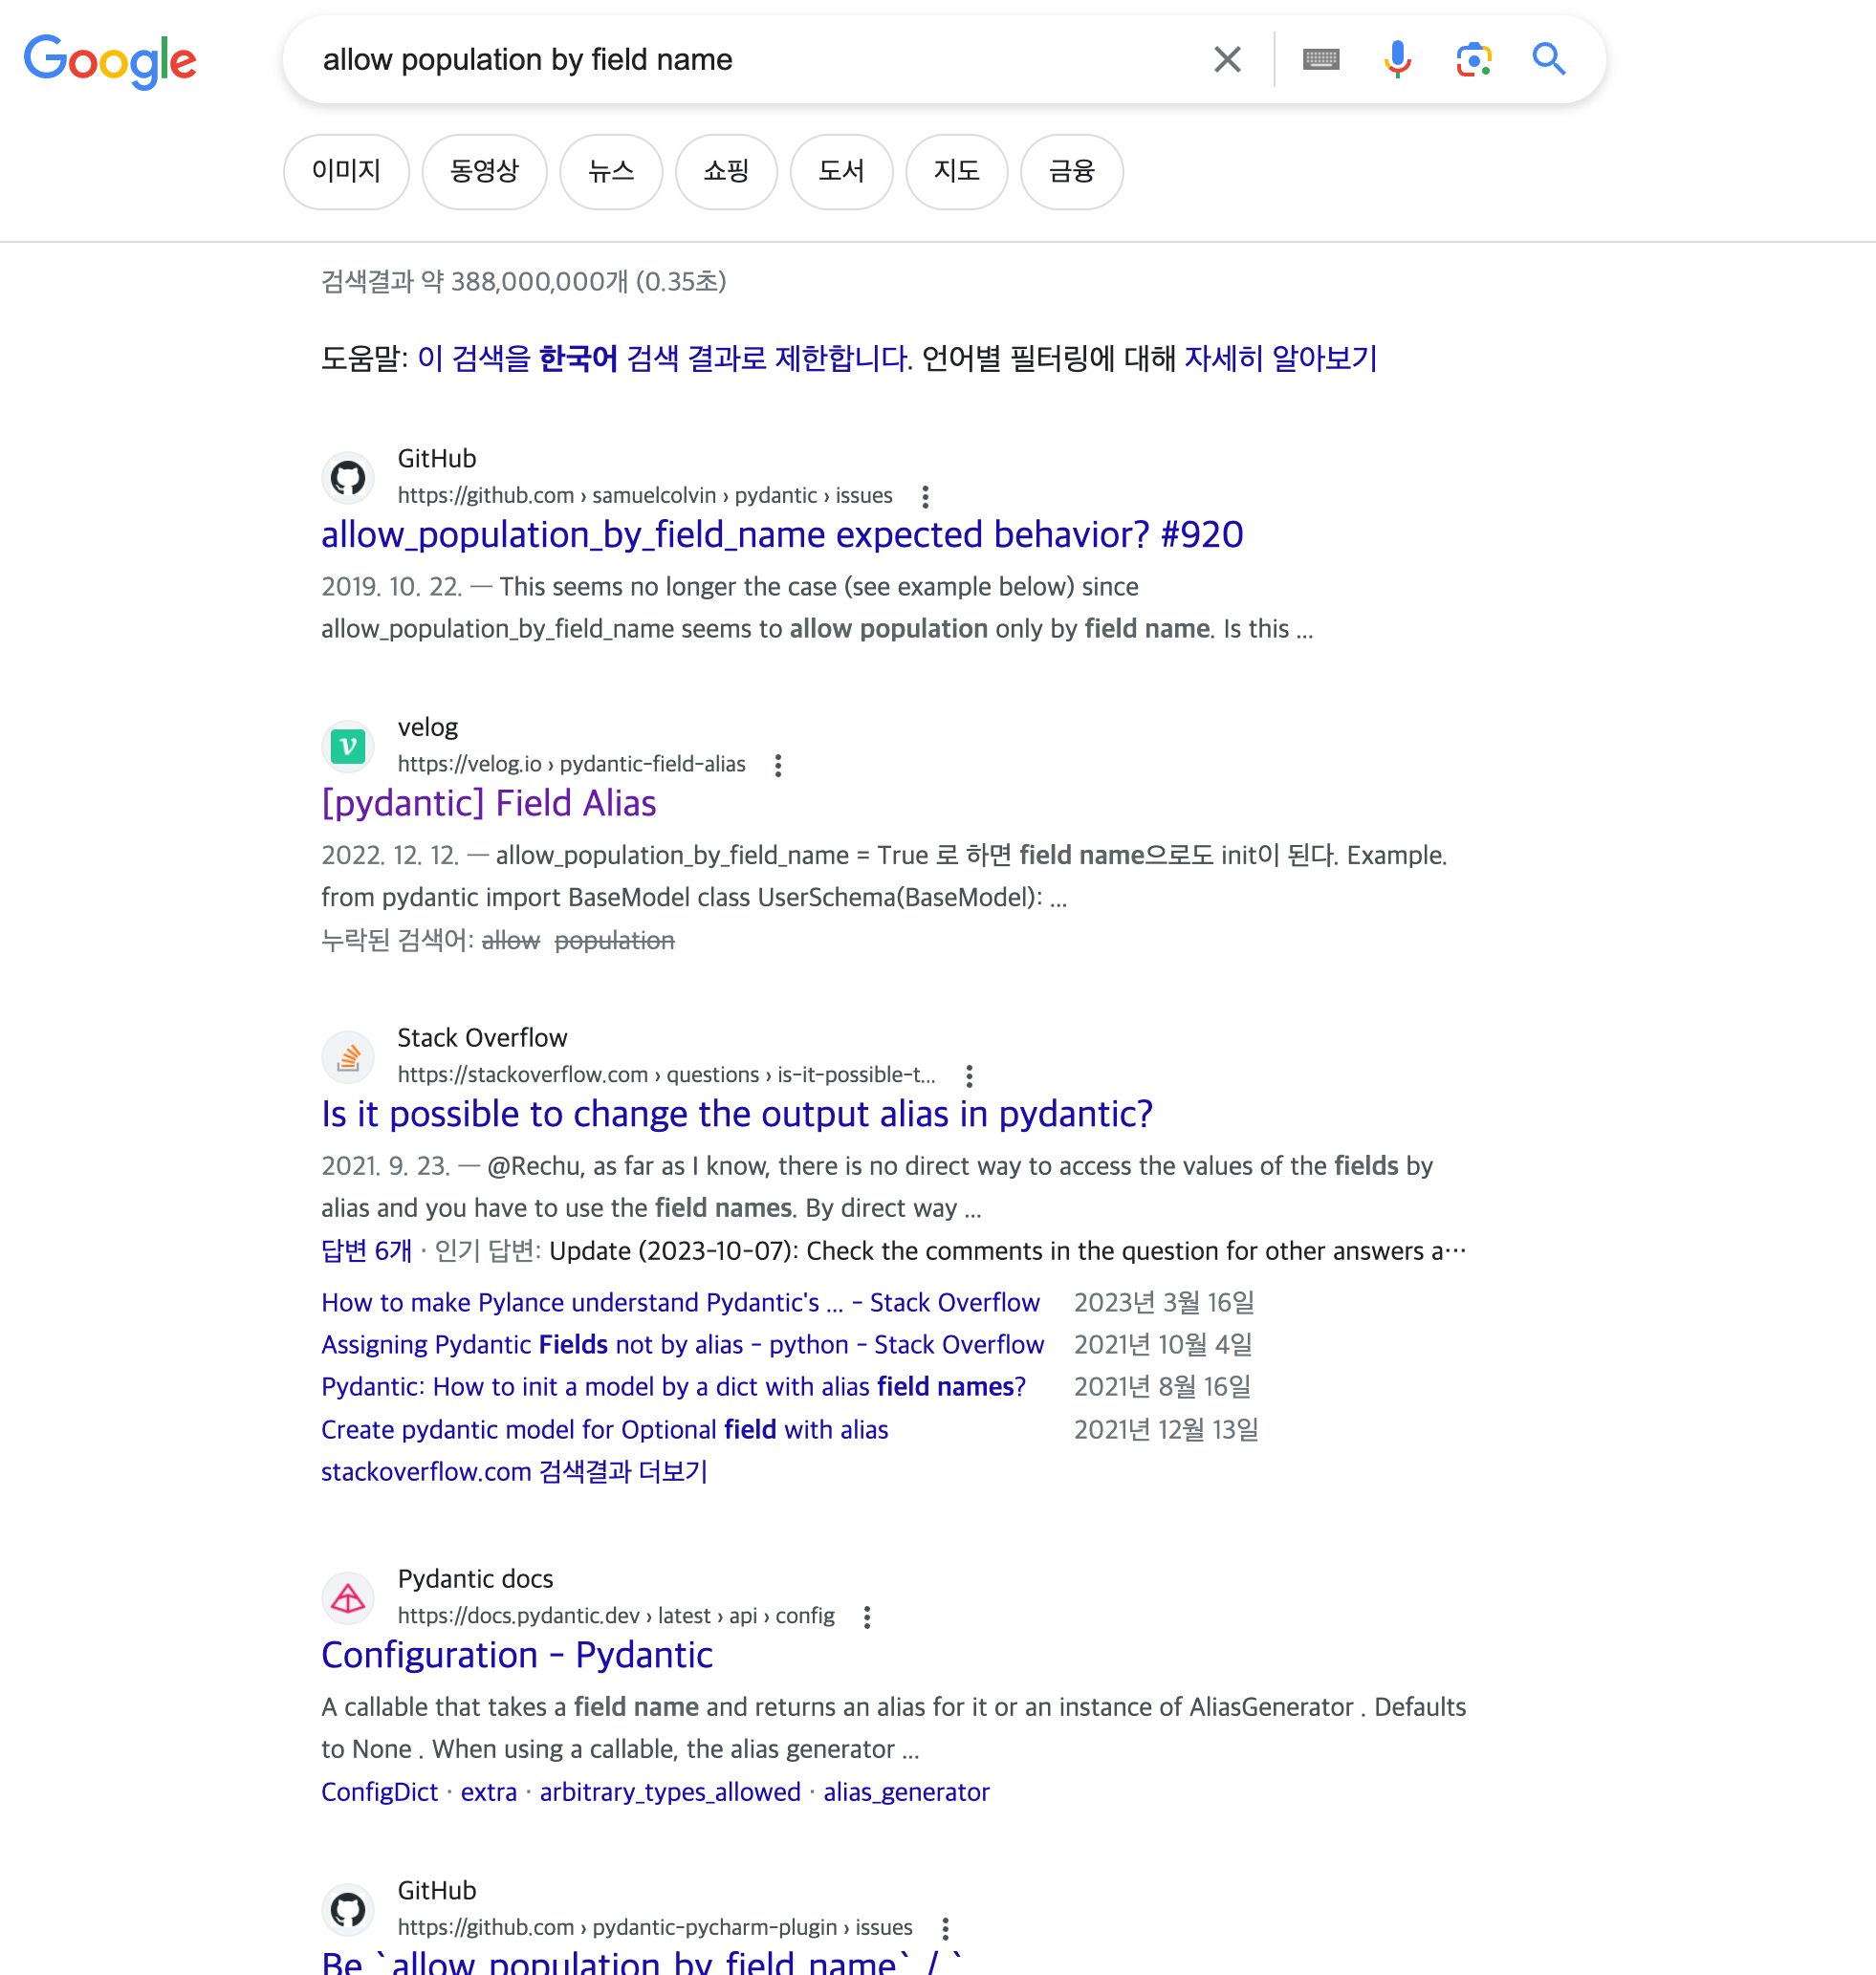 Google
allow population by field name
이미지 동영상 뉴스 쇼핑 도서 지도 금융
검색결과 약 388,000,000개 (0.35초)
도움말: 이 검색을 한국어 검색 결과로 제한합니다. 언어별 필터링에 대해 자세히 알아보기
GitHub
https://github.com › samuelcolvin › pydantic › issues
allow_population_by_field_name expected behavior? #920
2019. 10. 22. — This seems no longer the case (see example below) since
allow_population_by_field_name seems to allow population only by field name. Is this ...
velog
https://velog.io › pydantic-field-alias
[pydantic] Field Alias
2022. 12. 12. — allow_population_by_field_name = True 로 하면 field name으로도 init이 된다. Example.
from pydantic import BaseModel class UserSchema(BaseModel): ...
누락된 검색어: allow population
Stack Overflow
https://stackoverflow.com › questions › is-it-possible-t...
Is it possible to change the output alias in pydantic?
2021. 9. 23. — @Rechu, as far as I know, there is no direct way to access the values of the fields by
alias and you have to use the field names. By direct way ...
답변 6개 · 인기 답변: Update (2023-10-07): Check the comments in the question for other answers a⋯
How to make Pylance understand Pydantic's ... - Stack Overflow 2023년 3월 16일
Assigning Pydantic Fields not by alias - python - Stack Overflow 2021년 10월 4일
Pydantic: How to init a model by a dict with alias field names? 2021년 8월 16일
Create pydantic model for Optional field with alias 2021년 12월 13일
stackoverflow.com 검색결과 더보기
Pydantic docs
https://docs.pydantic.dev › latest › api › config
Configuration - Pydantic
A callable that takes a field name and returns an alias for it or an instance of AliasGenerator . Defaults
to None . When using a callable, the alias generator ...
ConfigDict · extra · arbitrary_types_allowed · alias_generator
GitHub
https://github.com › pydantic-pycharm-plugin › issues
Be `allow_population_by_field_name` / `